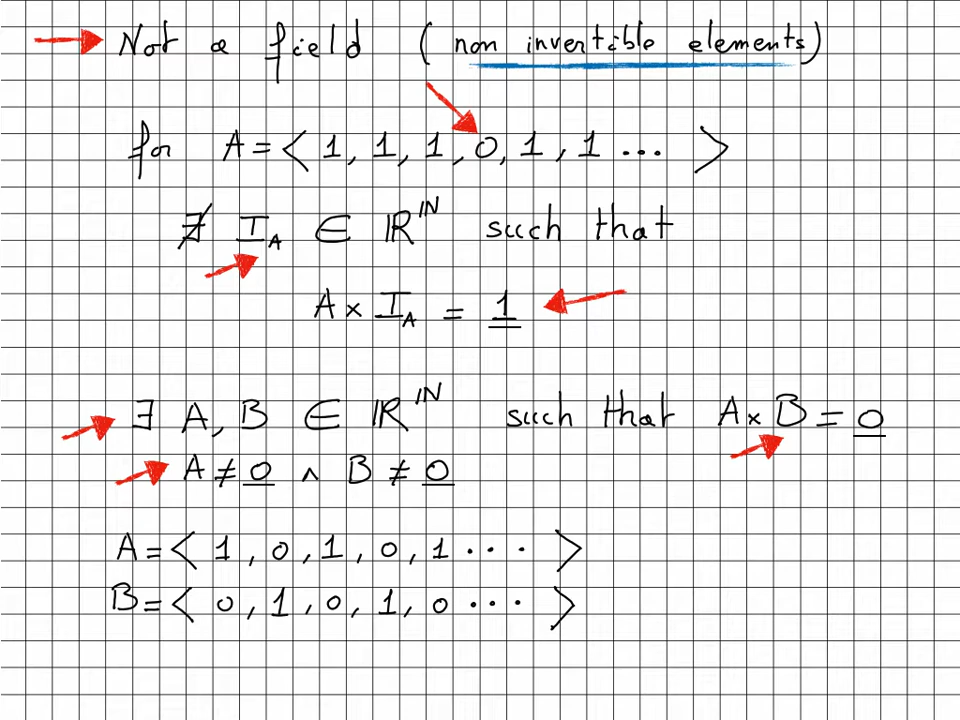 Not a field (non invertible elements)
for A = < 1, 1, 1, 0, 1, 1 ... >
∄ I_A ∈ ℝ^ℕ such that
A × I_A = 1
∃ A, B ∈ ℝ^ℕ such that A × B = 0
A ≠ 0 ∧ B ≠ 0
A = < 1, 0, 1, 0, 1 .... >
B = < 0, 1, 0, 1, 0 .... >